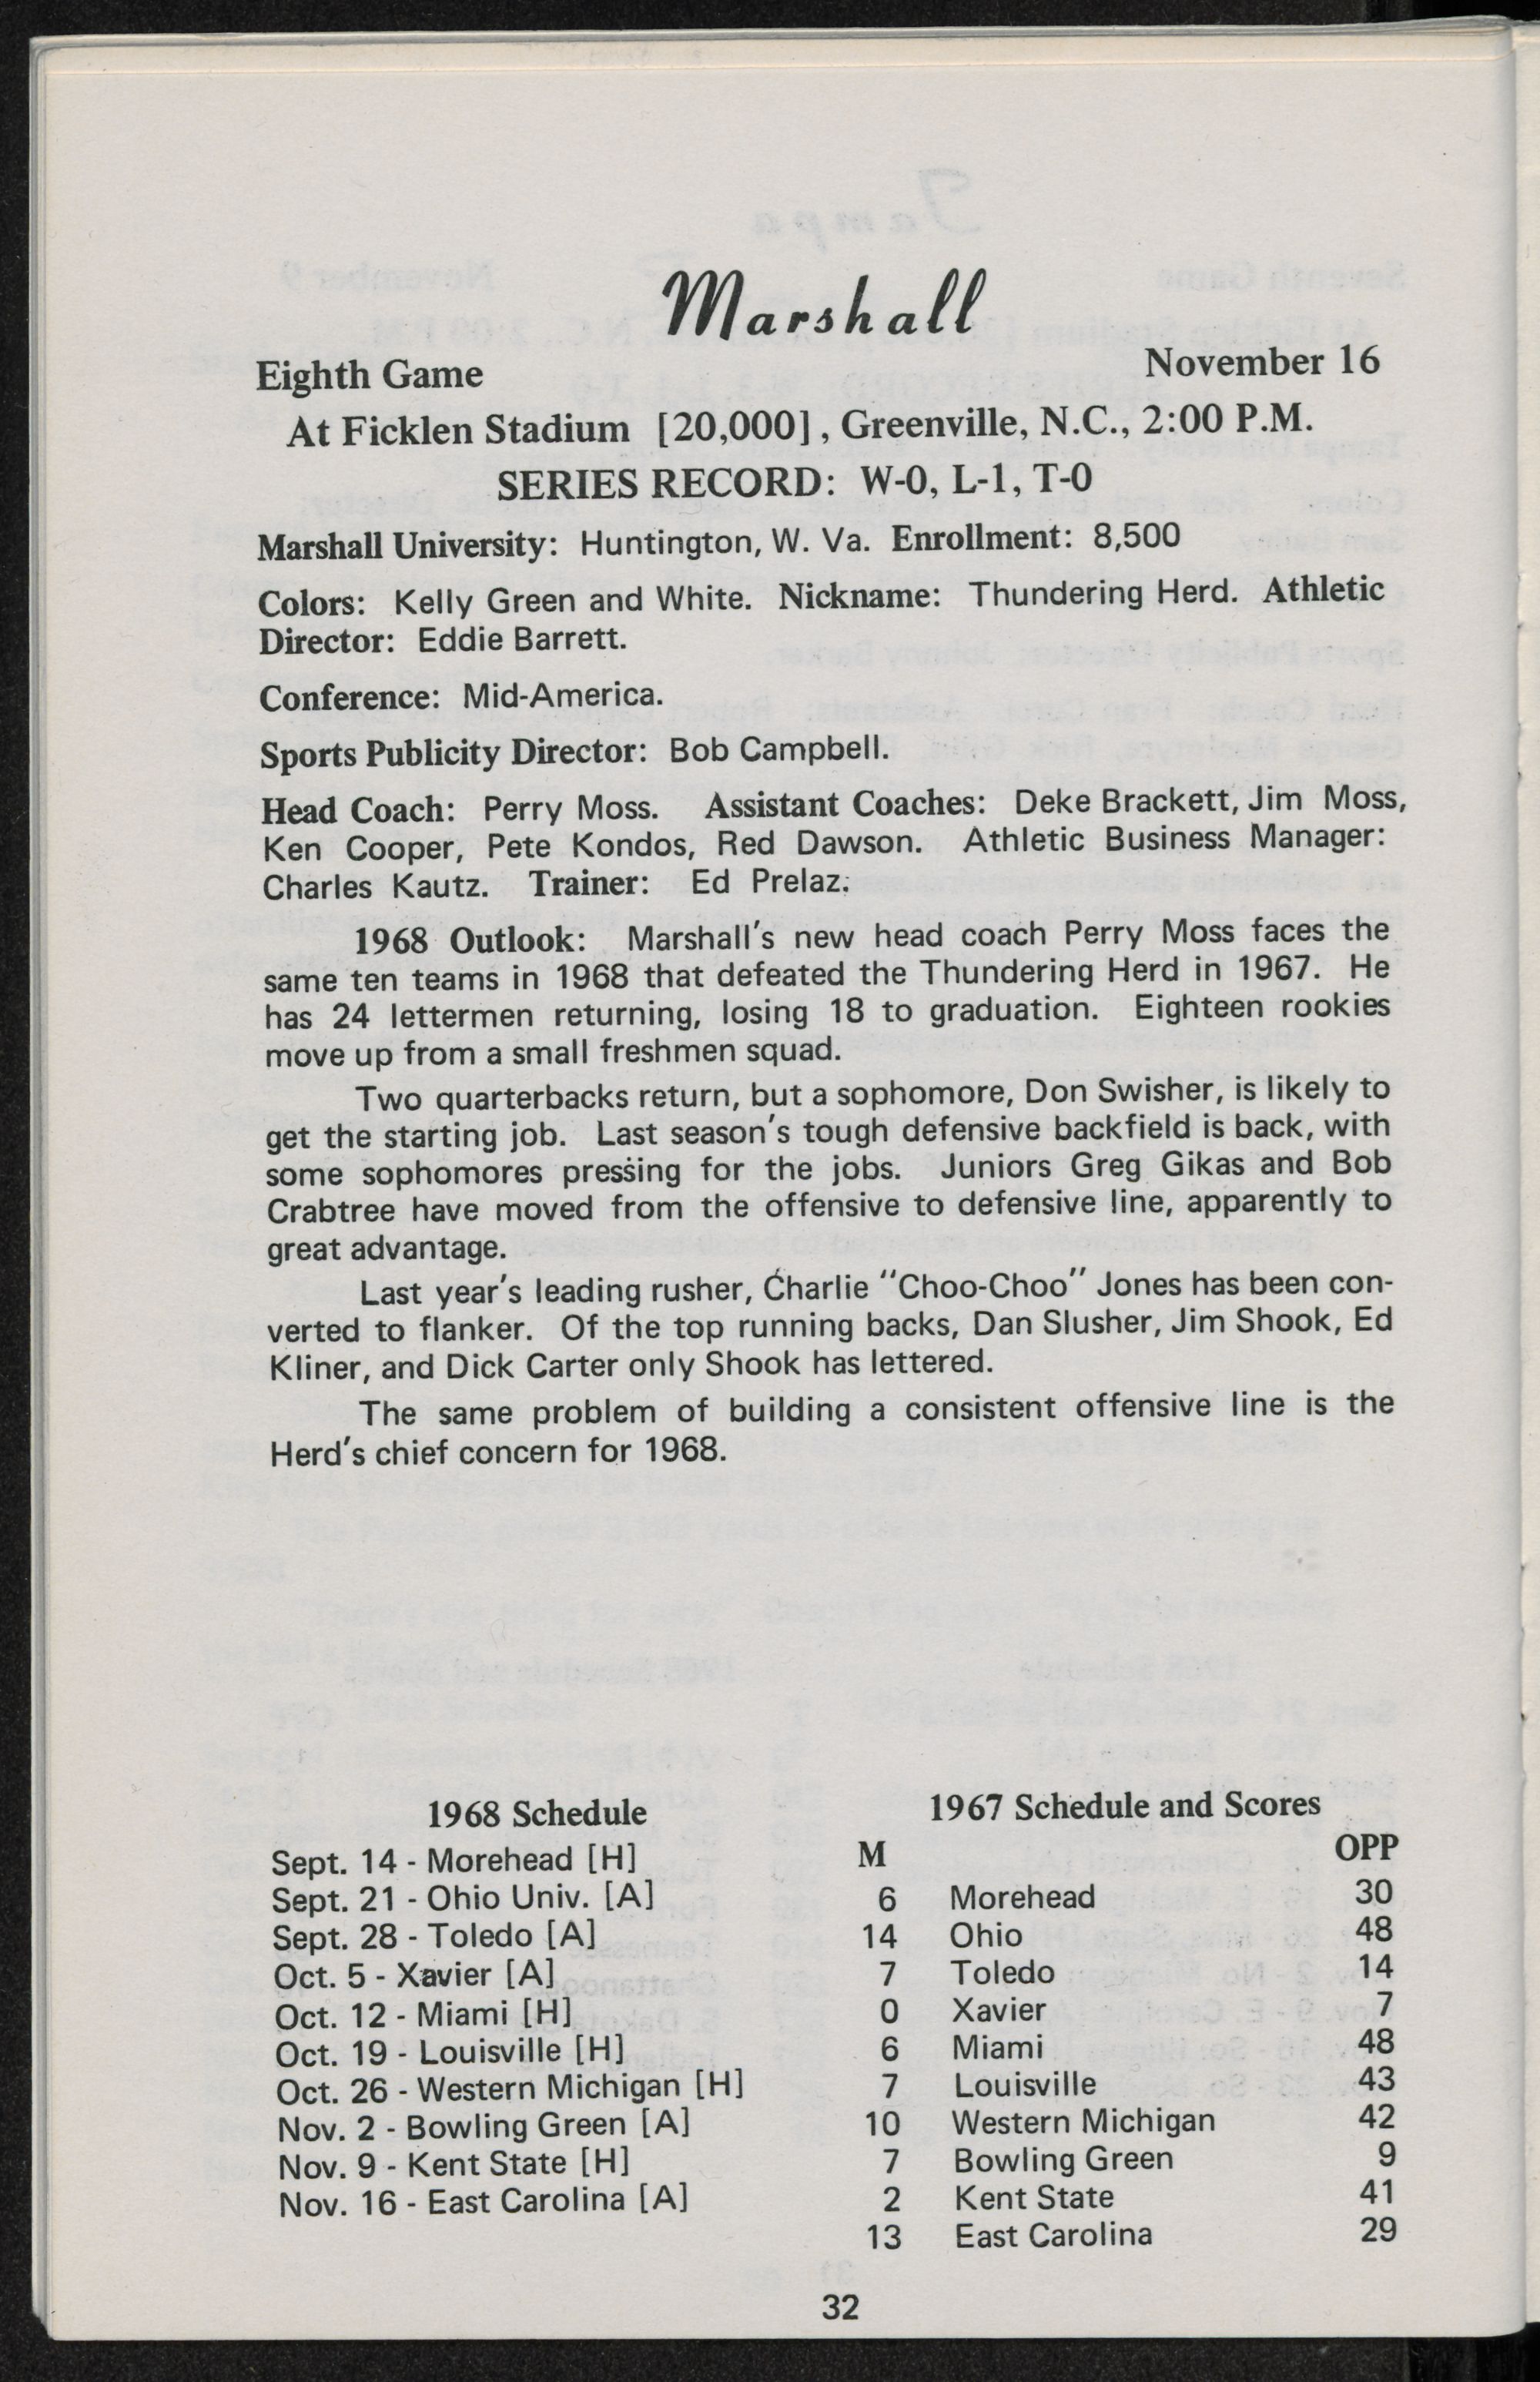 Marshall
Eighth Game November 16
At Ficklen Stadium [20,000], Greenville, N.C., 2:00 P.M.
SERIES RECORD: W-0, L-1, T-0
Marshall University: Huntington, W. Va. Enrollment: 8,500
Colors: Kelly Green and White. Nickname: Thundering Herd. Athletic
Director: Eddie Barrett.
Conference: Mid-America.
Sports Publicity Director: Bob Campbell.
Head Coach: Perry Moss. Assistant Coaches: Deke Brackett, Jim Moss,
Ken Cooper, Pete Kondos, Red Dawson. Athletic Business Manager:
Charles Kautz. Trainer: Ed Prelaz.
1968 Outlook: Marshall's new head coach Perry Moss faces the
same ten teams in 1968 that defeated the Thundering Herd in 1967. He
has 24 lettermen returning, losing 18 to graduation. Eighteen rookies
move up from a small freshmen squad.
Two quarterbacks return, but a sophomore, Don Swisher, is likely to
get the starting job. Last season's tough defensive backfield is back, with
some sophomores pressing for the jobs. Juniors Greg Gikas and Bob
Crabtree have moved from the offensive to defensive line, apparently to
great advantage.
Last year's leading rusher, Charlie "Choo-Choo" Jones has been con-
verted to flanker. Of the top running backs, Dan Slusher, Jim Shook, Ed
Kliner, and Dick Carter only Shook has lettered.
The same problem of building a consistent offensive line is the
Herd's chief concern for 1968.
1968 Schedule
Sept. 14 - Morehead [H]
Sept. 21 - Ohio Univ. [A]
Sept. 28 - Toledo [A]
Oct. 5 - Xavier [A]
Oct. 12 - Miami [H]
Oct. 19 - Louisville [H]
Oct. 26 - Western Michigan [H]
Nov. 2 - Bowling Green [A]
Nov. 9 - Kent State [H]
Nov. 16 - East Carolina [A]
1967 Schedule and Scores
M OPP
6 Morehead 30
14 Ohio 48
7 Toledo 14
0 Xavier 7
6 Miami 48
7 Louisville 43
10 Western Michigan 42
7 Bowling Green 9
2 Kent State 41
13 East Carolina 29
32